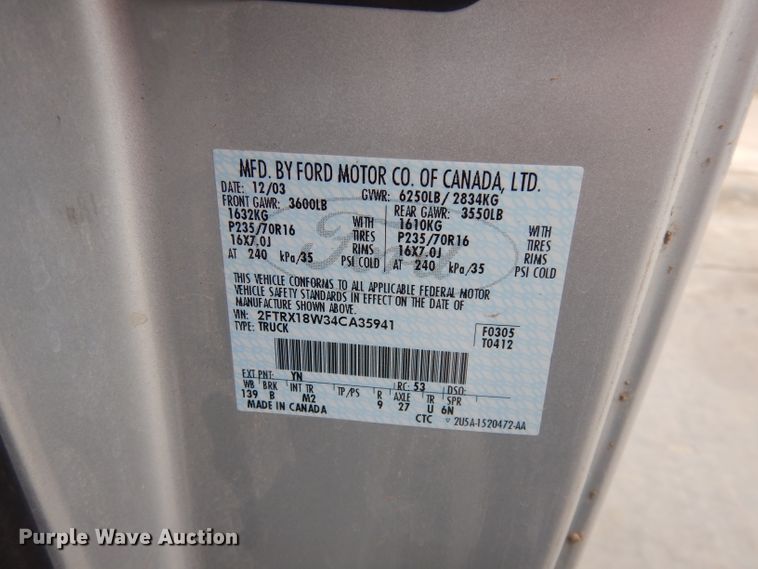 MFD. BY FORD MOTOR CO. OF CANADA, LTD.
DATE: 12/03 GVWR: 6250LB / 2834KG
FRONT GAWR: 3600LB REAR GAWR: 3550LB
1632KG WITH 1610KG WITH
P235/70R16 TIRES P235/70R16 TIRES
16X7.0J RIMS 16X7.0J RIMS
AT 240 kPa/35 PSI COLD AT 240 kPa/35 PSI COLD
Ford
THIS VEHICLE CONFORMS TO ALL APPLICABLE FEDERAL MOTOR
VEHICLE SAFETY STANDARDS IN EFFECT ON THE DATE OF
MANUFACTURE SHOWN ABOVE.
VIN: 2FTRX18W34CA35941 F0305
TYPE: TRUCK T0412
EXT PNT: YN RC: 53 DSO:
WB BRK INT TR TP/PS R AXLE TR SPR
139 B M2 9 27 U 6N
MADE IN CANADA CTC 2U5A-1520472-AA
Purple Wave Auction